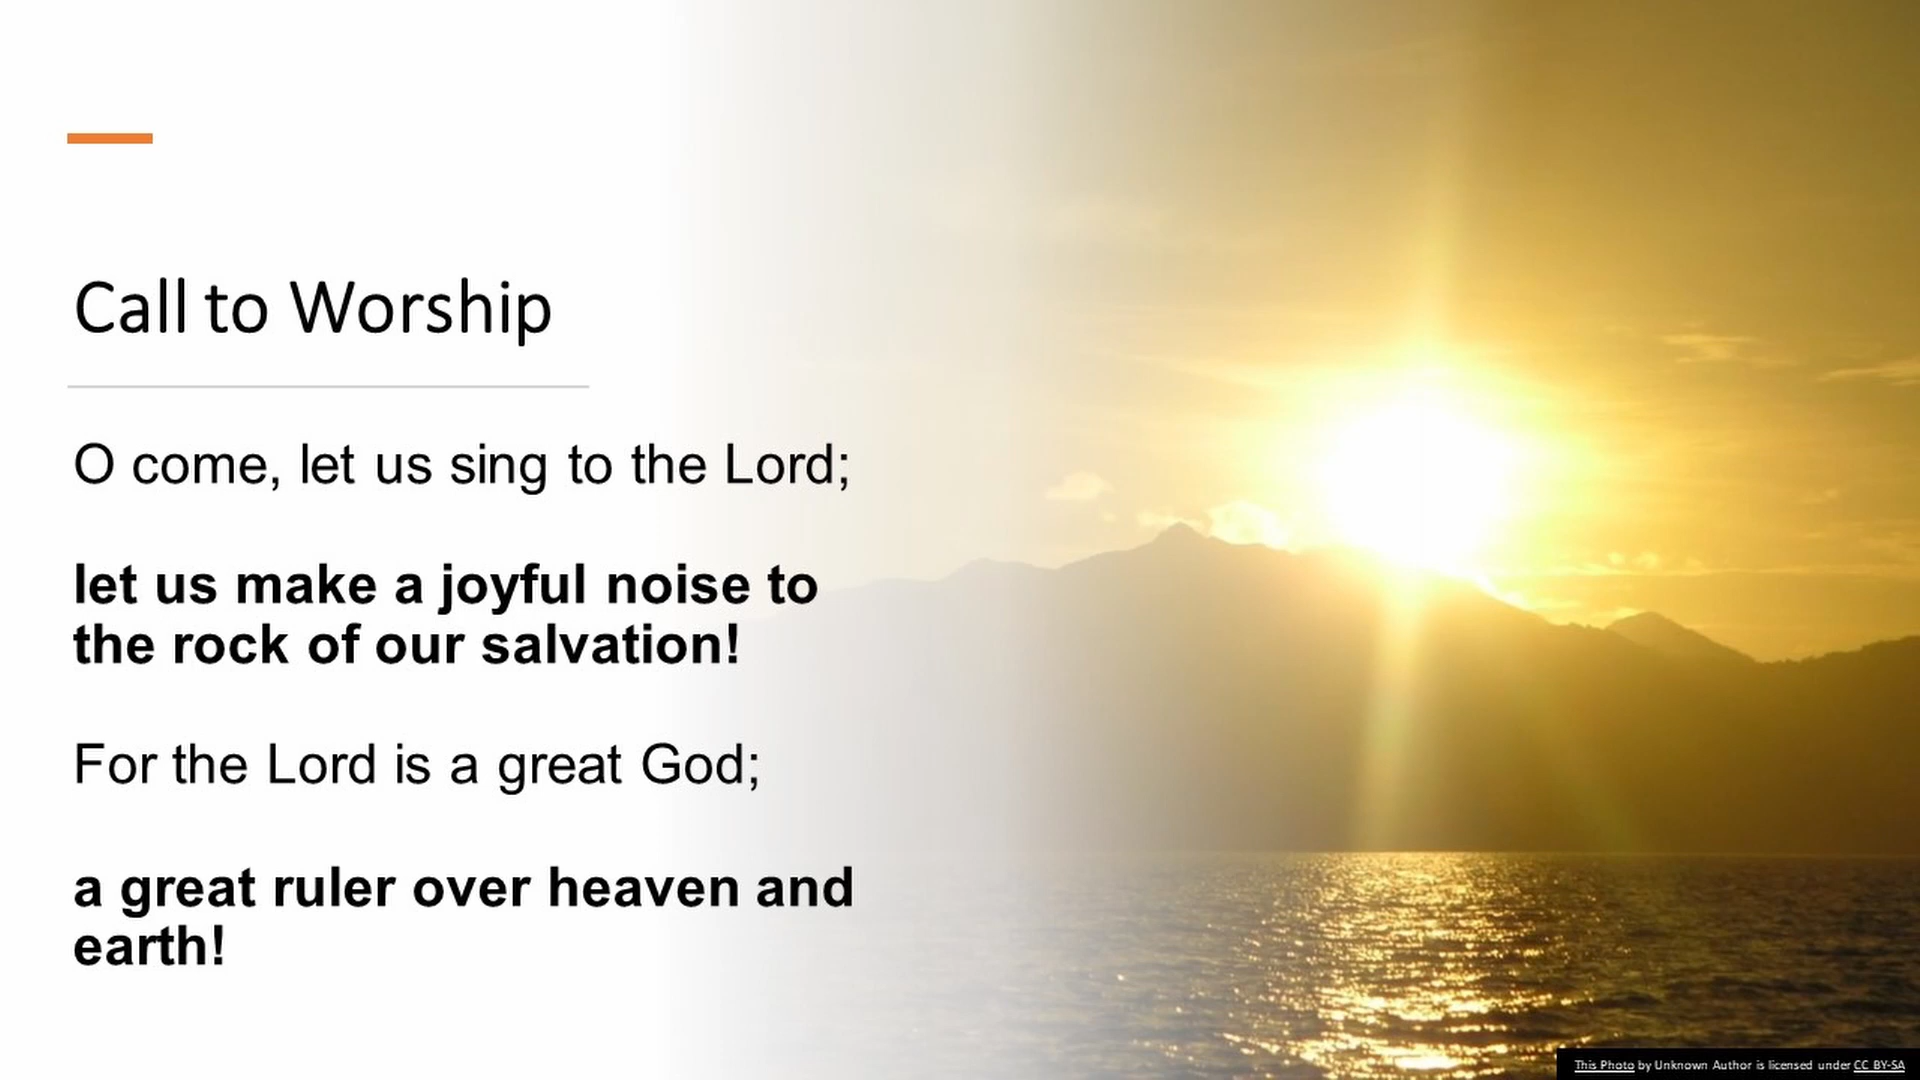 Call to Worship
O come, let us sing to the Lord;
let us make a joyful noise to
the rock of our salvation!
For the Lord is a great God;
a great ruler over heaven and
earth!
This Photo by Unknown Author is licensed under CC BY-SA